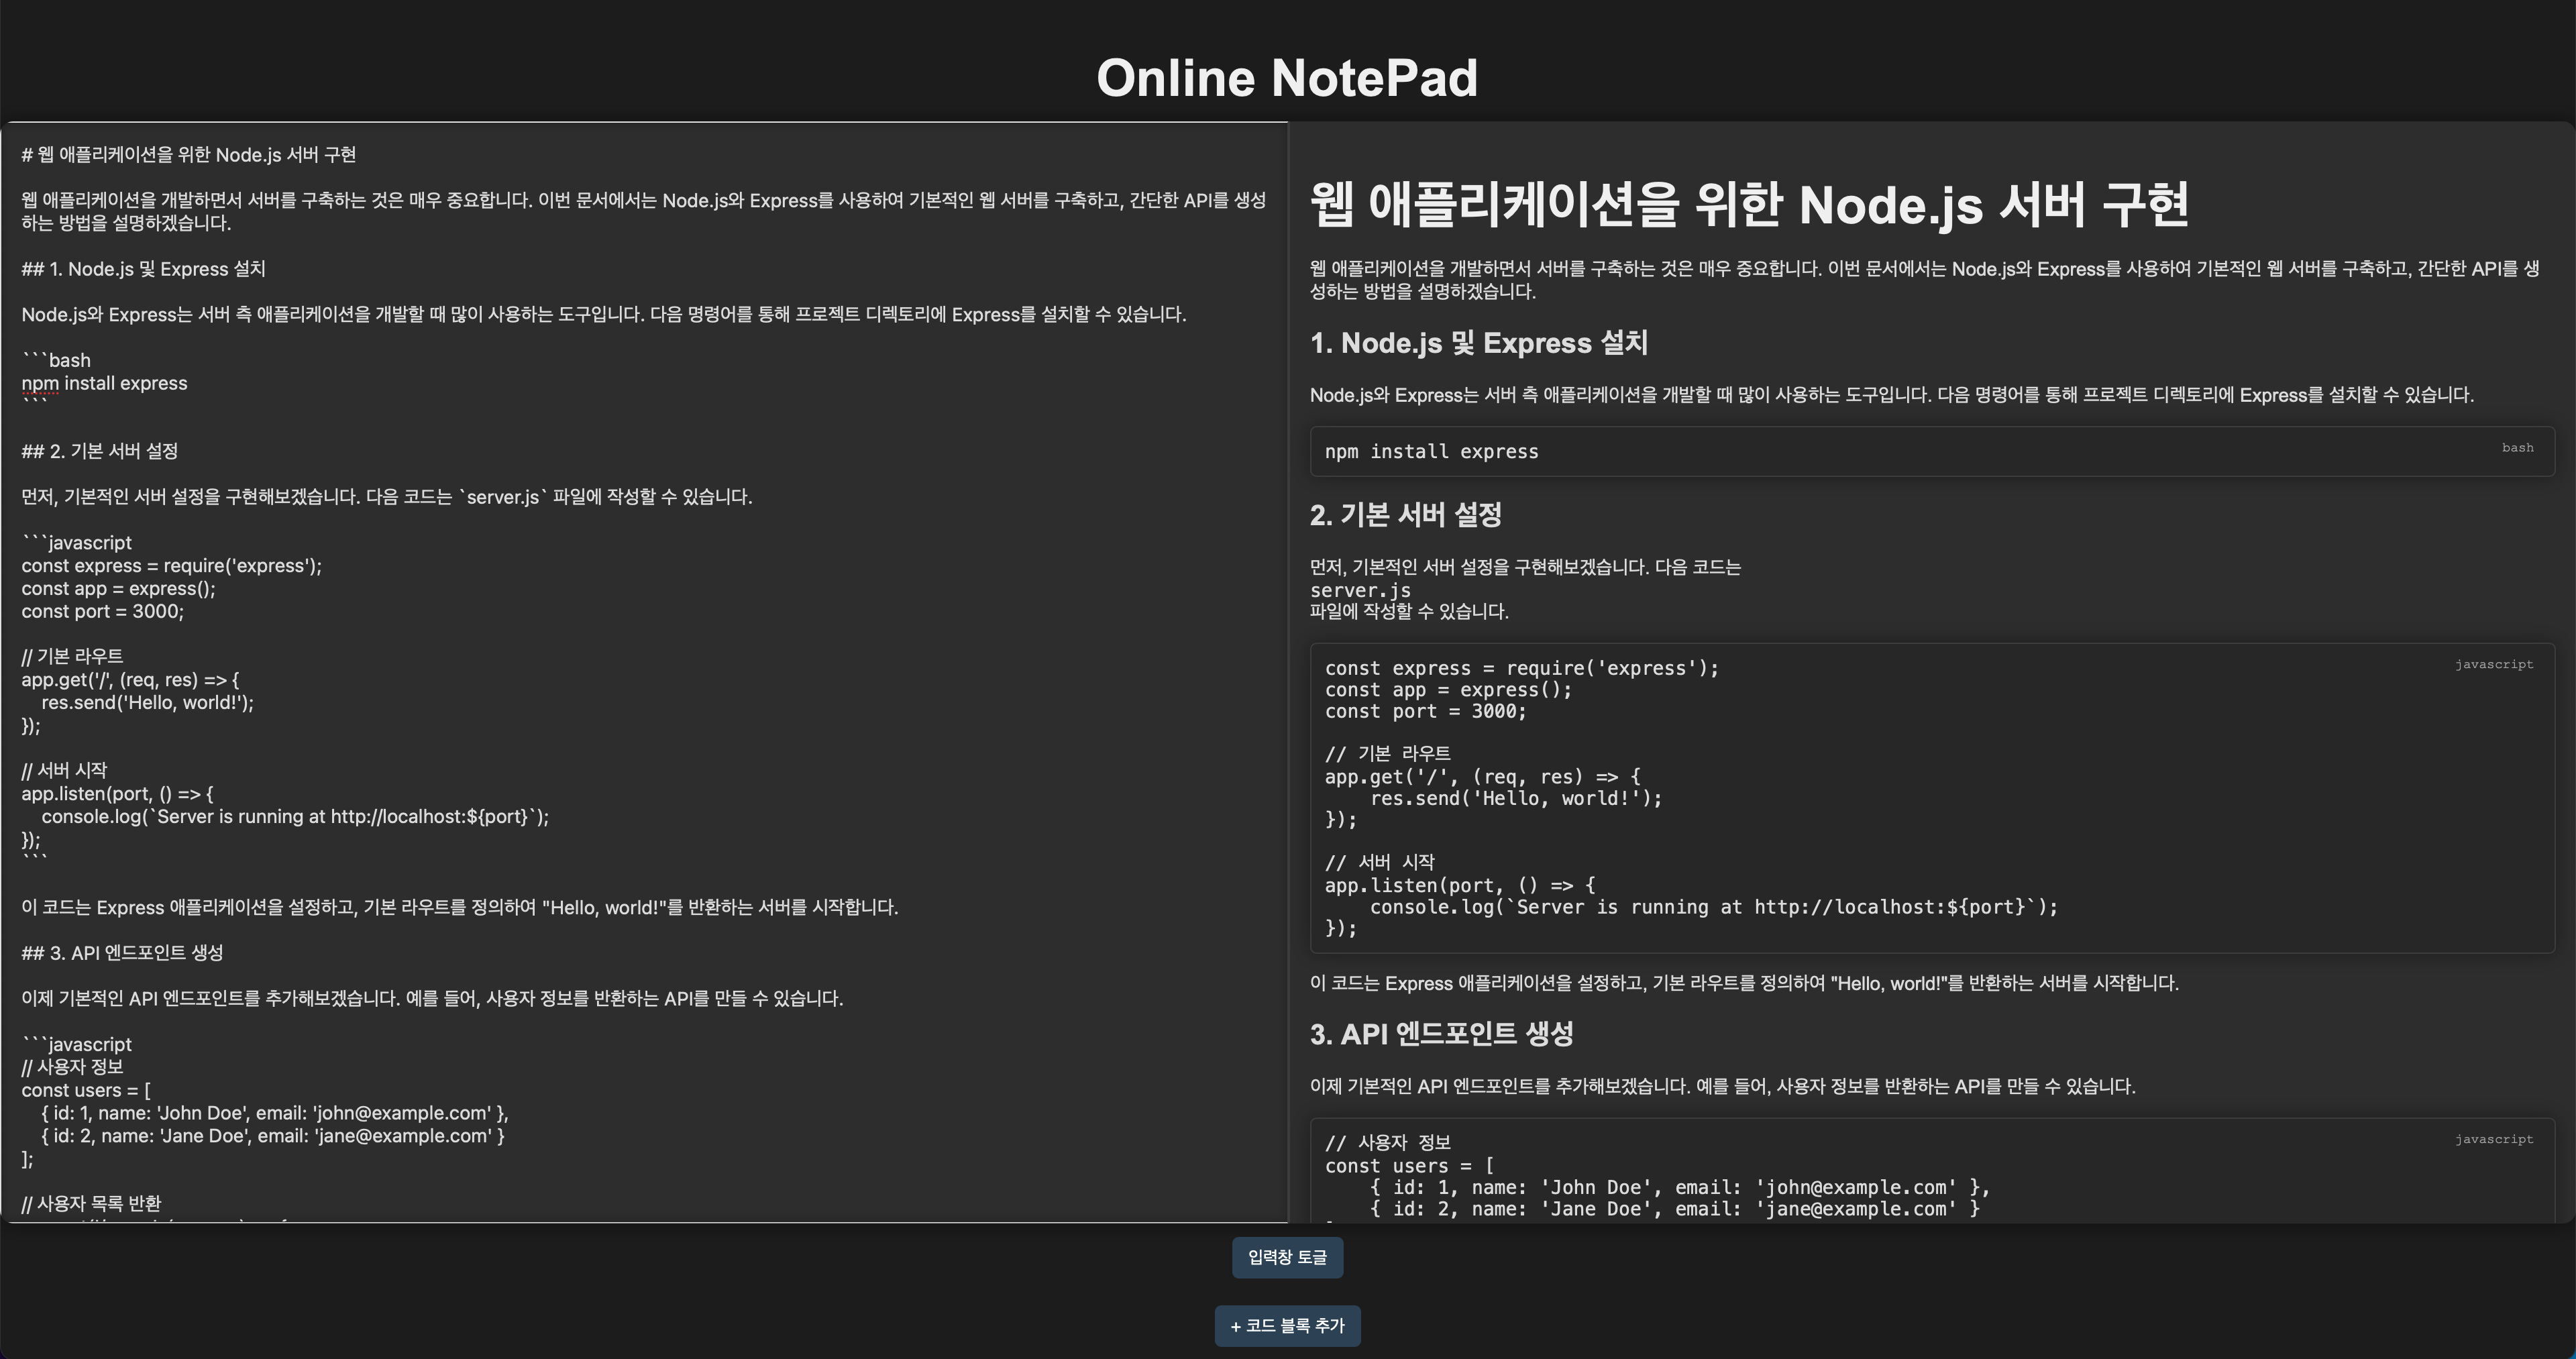 Online NotePad
# 웹 애플리케이션을 위한 Node.js 서버 구현
웹 애플리케이션을 개발하면서 서버를 구축하는 것은 매우 중요합니다. 이번 문서에서는 Node.js와 Express를 사용하여 기본적인 웹 서버를 구축하고, 간단한 API를 생성
하는 방법을 설명하겠습니다.
## 1. Node.js 및 Express 설치
Node.js와 Express는 서버 측 애플리케이션을 개발할 때 많이 사용하는 도구입니다. 다음 명령어를 통해 프로젝트 디렉토리에 Express를 설치할 수 있습니다.
```bash
npm install express
```
## 2. 기본 서버 설정
먼저, 기본적인 서버 설정을 구현해보겠습니다. 다음 코드는 `server.js` 파일에 작성할 수 있습니다.
```javascript
const express = require('express');
const app = express();
const port = 3000;
// 기본 라우트
app.get('/', (req, res) => {
    res.send('Hello, world!');
});
// 서버 시작
app.listen(port, () => {
    console.log(`Server is running at http://localhost:${port}`);
});
```
이 코드는 Express 애플리케이션을 설정하고, 기본 라우트를 정의하여 "Hello, world!"를 반환하는 서버를 시작합니다.
## 3. API 엔드포인트 생성
이제 기본적인 API 엔드포인트를 추가해보겠습니다. 예를 들어, 사용자 정보를 반환하는 API를 만들 수 있습니다.
```javascript
// 사용자 정보
const users = [
    { id: 1, name: 'John Doe', email: 'john@example.com' },
    { id: 2, name: 'Jane Doe', email: 'jane@example.com' }
];
// 사용자 목록 반환
웹 애플리케이션을 위한 Node.js 서버 구현
웹 애플리케이션을 개발하면서 서버를 구축하는 것은 매우 중요합니다. 이번 문서에서는 Node.js와 Express를 사용하여 기본적인 웹 서버를 구축하고, 간단한 API를 생
성하는 방법을 설명하겠습니다.
1. Node.js 및 Express 설치
Node.js와 Express는 서버 측 애플리케이션을 개발할 때 많이 사용하는 도구입니다. 다음 명령어를 통해 프로젝트 디렉토리에 Express를 설치할 수 있습니다.
npm install express
bash
2. 기본 서버 설정
먼저, 기본적인 서버 설정을 구현해보겠습니다. 다음 코드는
server.js
파일에 작성할 수 있습니다.
javascript
const express = require('express');
const app = express();
const port = 3000;
// 기본 라우트
app.get('/', (req, res) => {
    res.send('Hello, world!');
});
// 서버 시작
app.listen(port, () => {
    console.log(`Server is running at http://localhost:${port}`);
});
이 코드는 Express 애플리케이션을 설정하고, 기본 라우트를 정의하여 "Hello, world!"를 반환하는 서버를 시작합니다.
3. API 엔드포인트 생성
이제 기본적인 API 엔드포인트를 추가해보겠습니다. 예를 들어, 사용자 정보를 반환하는 API를 만들 수 있습니다.
javascript
// 사용자 정보
const users = [
    { id: 1, name: 'John Doe', email: 'john@example.com' },
    { id: 2, name: 'Jane Doe', email: 'jane@example.com' }
입력창 토글
+ 코드 블록 추가